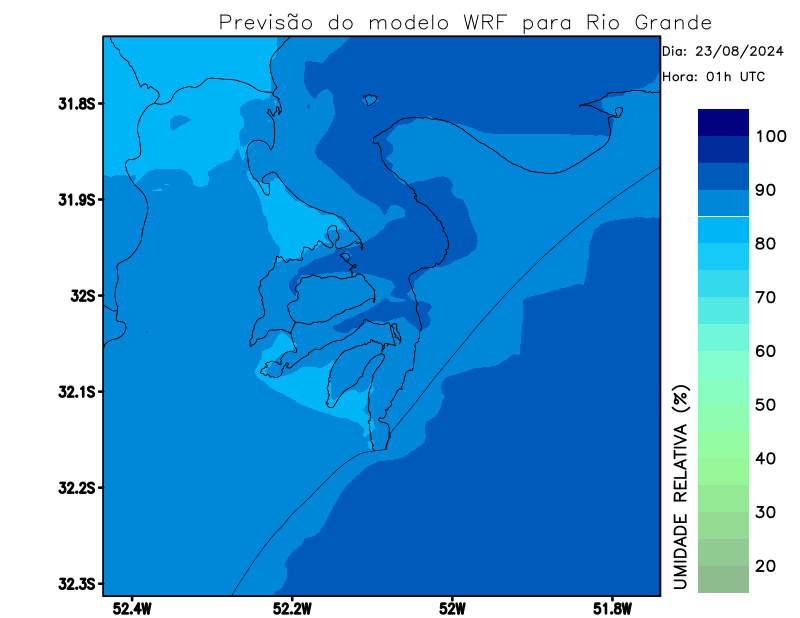 Previsão do modelo WRF para Rio Grande
Dia: 23/08/2024
Hora: 01h UTC
31.8S
31.9S
32S
32.1S
32.2S
32.3S
52.4W
52.2W
52W
51.8W
100
90
80
70
60
50
40
30
20
UMIDADE RELATIVA (%)